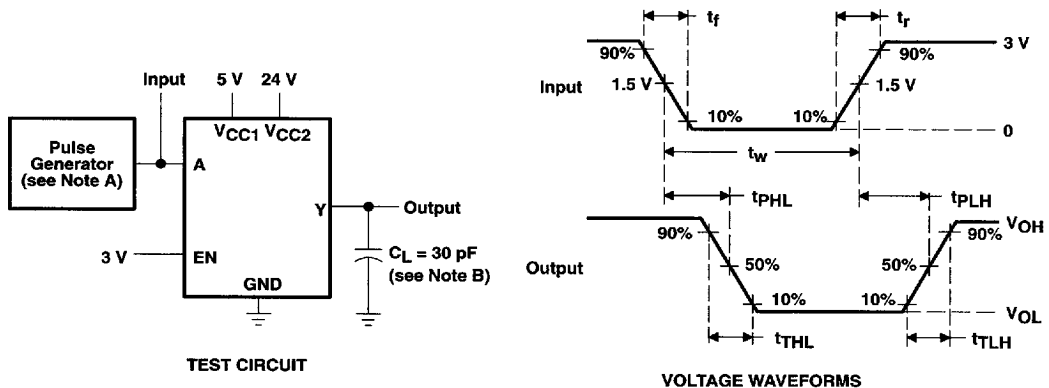 Input
5 V 24 V
VCC1 VCC2
Pulse
Generator
(see Note A)
A
Y
Output
3 V
EN
CL = 30 pF
(see Note B)
GND
TEST CIRCUIT
tf
tr
3 V
90%
90%
Input
1.5 V
1.5 V
10%
10%
0
tw
tPHL
tPLH
VOH
90%
90%
Output
50%
50%
10%
10%
VOL
tTHL
tTLH
VOLTAGE WAVEFORMS